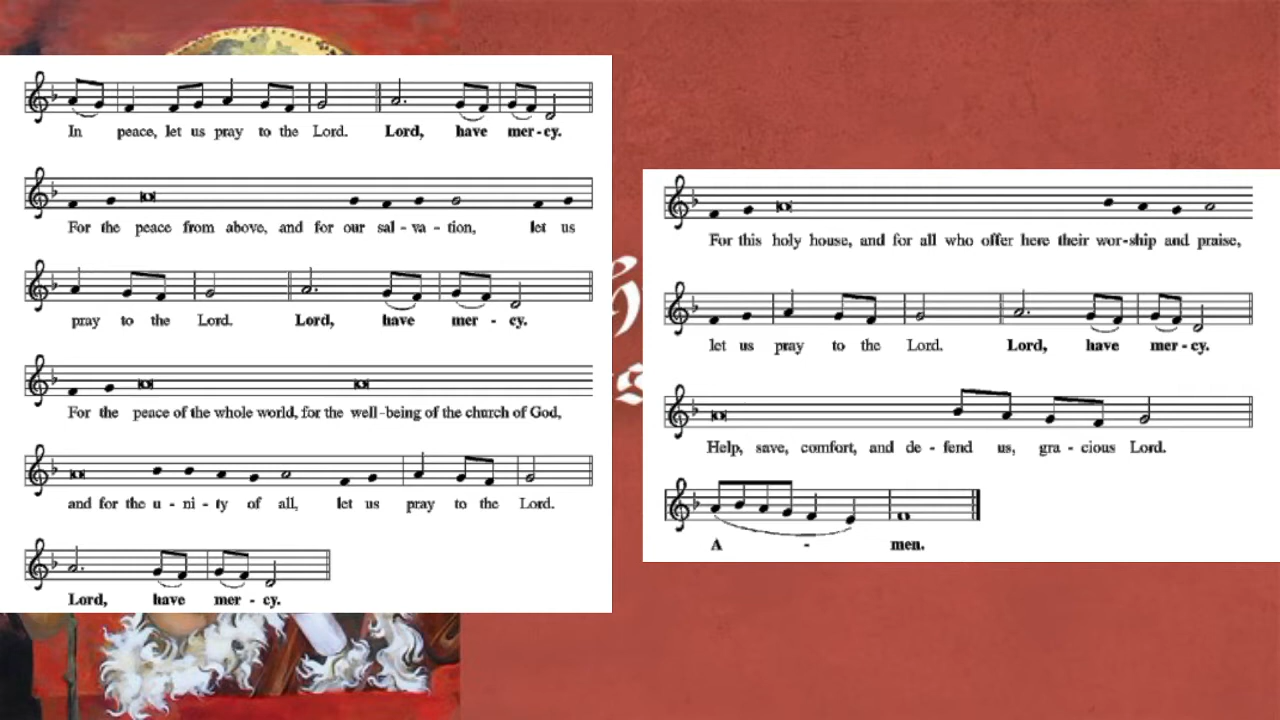 In peace, let us pray to the Lord. Lord, have mer - cy.
For the peace from above, and for our sal - va - tion, let us
pray to the Lord. Lord, have mer - cy.
For the peace of the whole world, for the well - being of the church of God,
and for the u - ni - ty of all, let us pray to the Lord.
Lord, have mer - cy.
For this holy house, and for all who offer here their wor - ship and praise,
let us pray to the Lord. Lord, have mer - cy.
Help, save, comfort, and de - fend us, gra - cious Lord.
A - men.